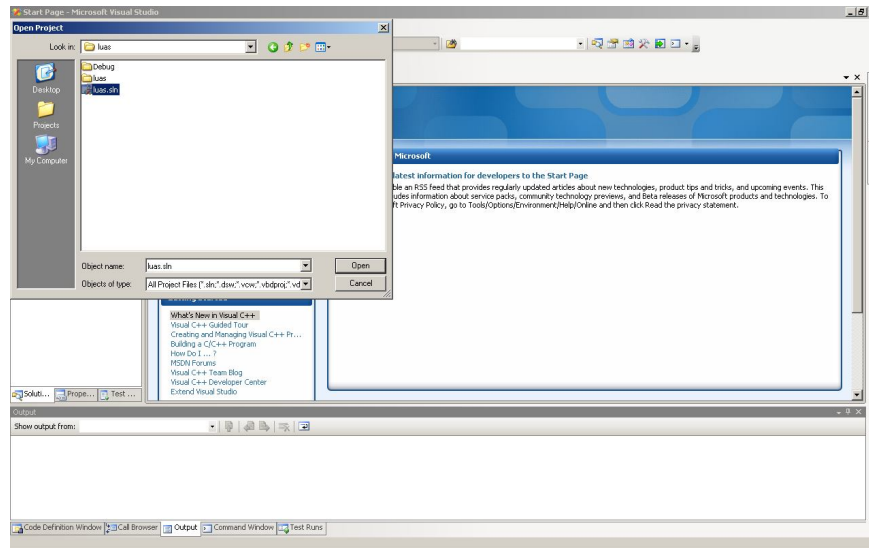 Start Page - Microsoft Visual Studio
Open Project
Look in:
luas
Debug
luas
luas.sln
Desktop
Projects
My Computer
Object name:
luas.sln
Open
Objects of type:
All Project Files (*.sln;*.dsw;*.vcw;*.vbdproj;*.vd
Cancel
Microsoft
latest information for developers to the Start Page
ble an RSS feed that provides regularly updated articles about new technologies, product tips and tricks, and upcoming events. This
udes information about service packs, community technology previews, and Beta releases of Microsoft products and technologies. To
ft Privacy Policy, go to Tools/Options/Environment/Help/Online and then click Read the privacy statement.
What's New in Visual C++
Visual C++ Guided Tour
Creating and Managing Visual C++ Pr...
Building a C/C++ Program
How Do I ... ?
MSDN Forums
Visual C++ Team Blog
Visual C++ Developer Center
Extend Visual Studio
Soluti...
Prope...
Test ...
Output
Show output from:
Code Definition Window
Call Browser
Output
Command Window
Test Runs